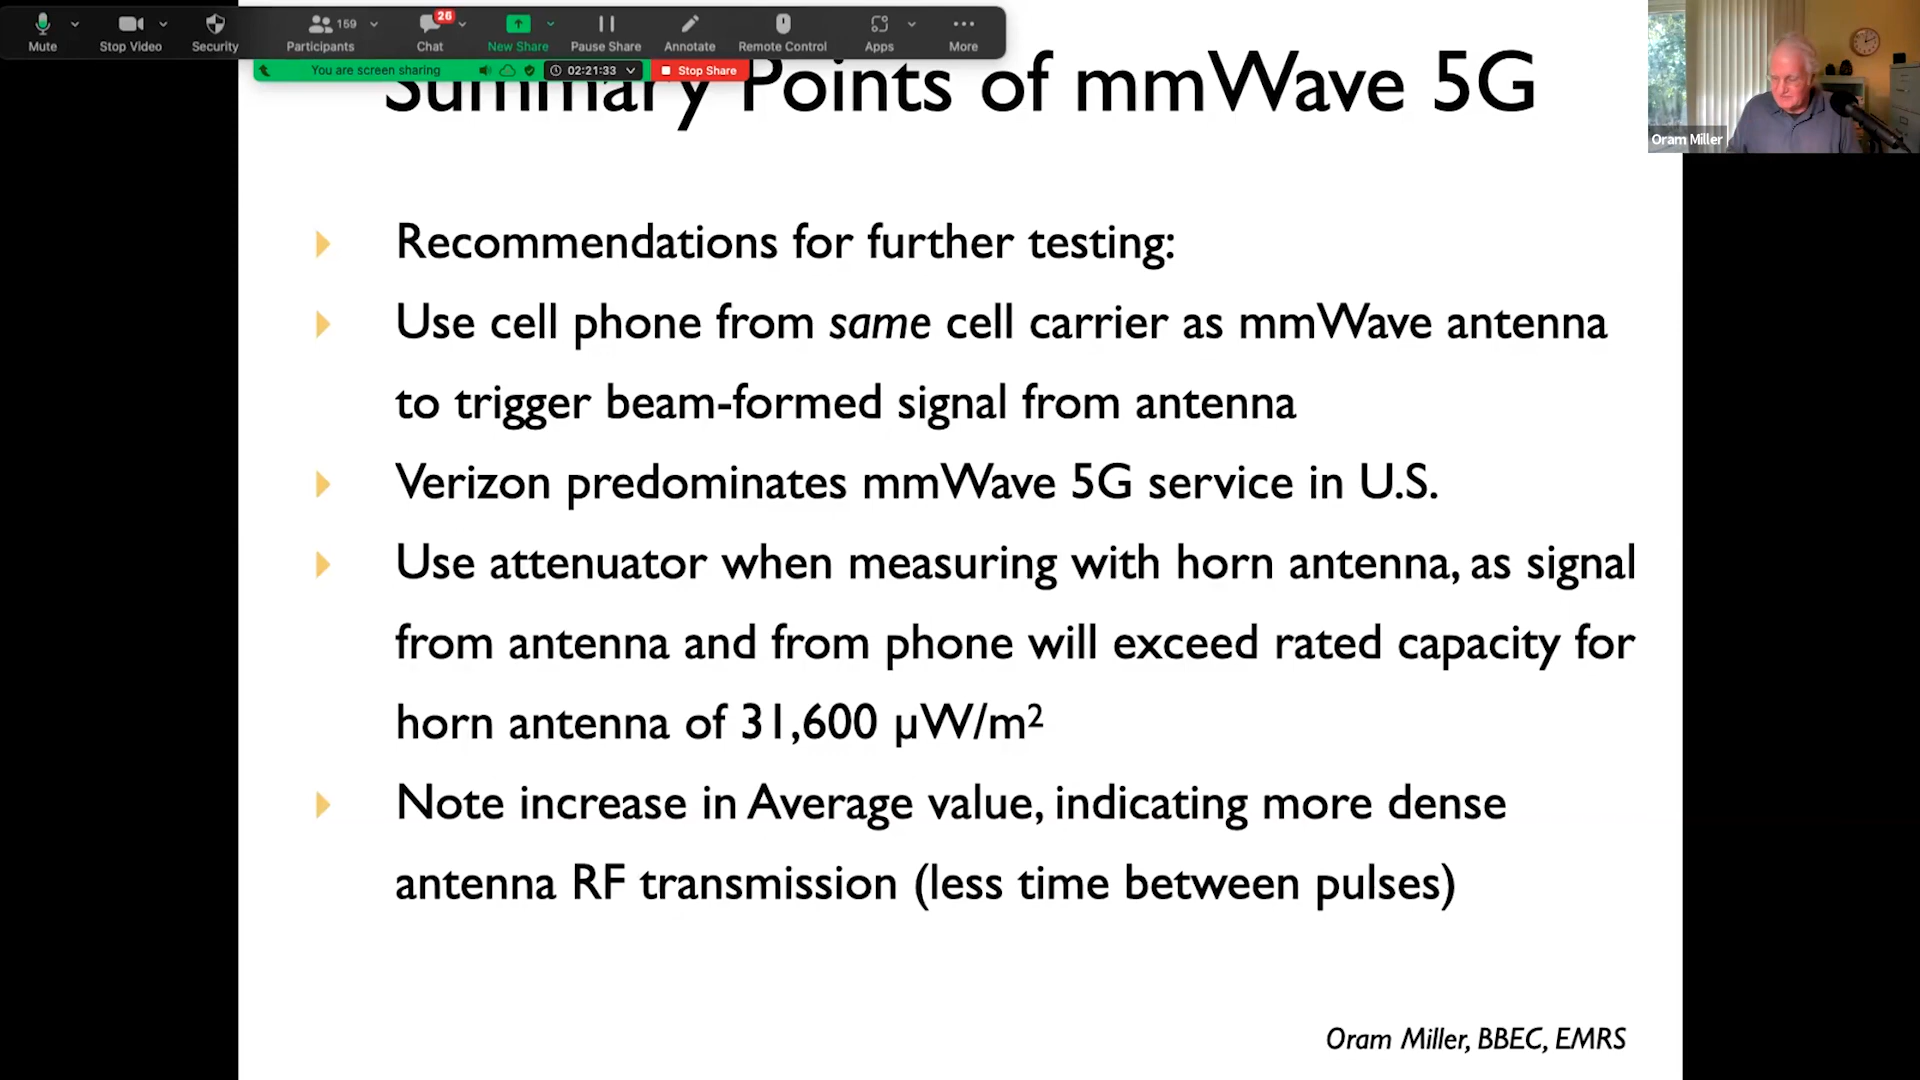 159
26
Mute
Stop Video
Security
Participants
Chat
New Share
Pause Share
Annotate
Remote Control
Apps
More
You are screen sharing
02:21:33
Stop Share
Summary Points of mmWave 5G
Oram Miller
Recommendations for further testing:
Use cell phone from same cell carrier as mmWave antenna
to trigger beam-formed signal from antenna
Verizon predominates mmWave 5G service in U.S.
Use attenuator when measuring with horn antenna, as signal
from antenna and from phone will exceed rated capacity for
horn antenna of 31,600 µW/m²
Note increase in Average value, indicating more dense
antenna RF transmission (less time between pulses)
Oram Miller, BBEC, EMRS